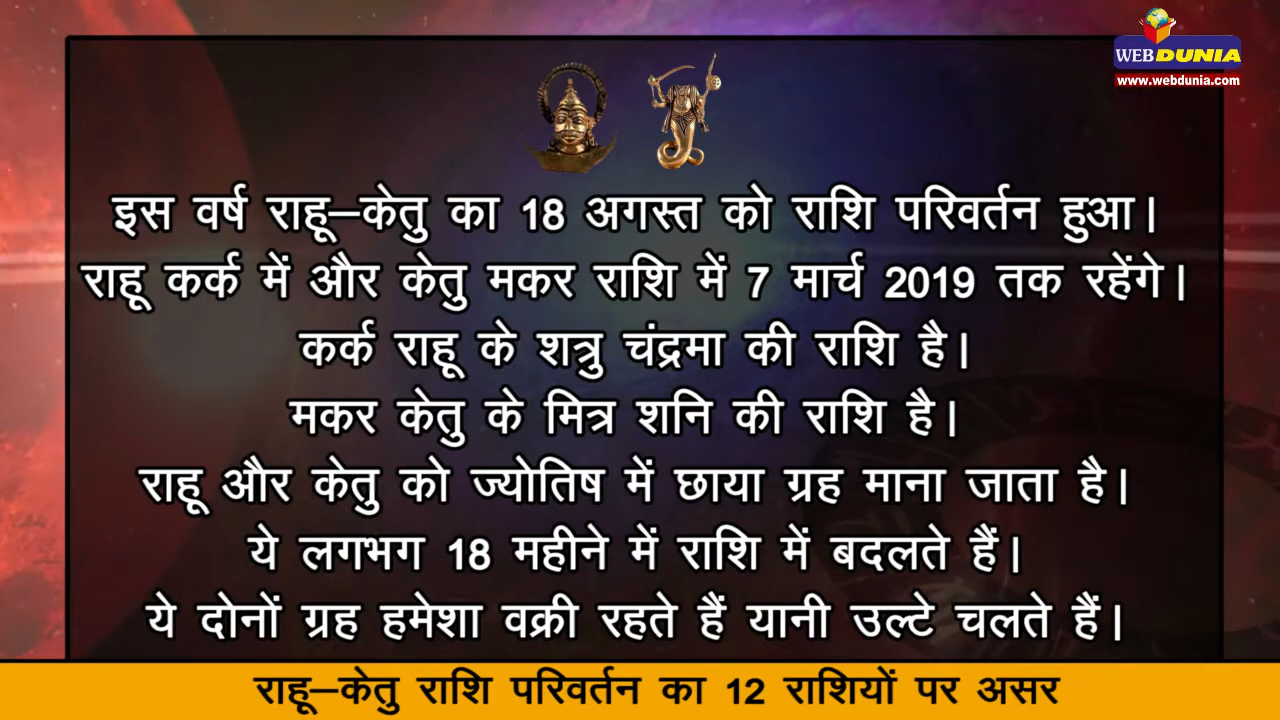 WEBDUNIA
www.webdunia.com
इस वर्ष राहू–केतु का 18 अगस्त को राशि परिवर्तन हुआ।
राहू कर्क में और केतु मकर राशि में 7 मार्च 2019 तक रहेंगे।
कर्क राहू के शत्रु चंद्रमा की राशि है।
मकर केतु के मित्र शनि की राशि है।
राहू और केतु को ज्योतिष में छाया ग्रह माना जाता है।
ये लगभग 18 महीने में राशि में बदलते हैं।
ये दोनों ग्रह हमेशा वक्री रहते हैं यानी उल्टे चलते हैं।
राहू–केतु राशि परिवर्तन का 12 राशियों पर असर